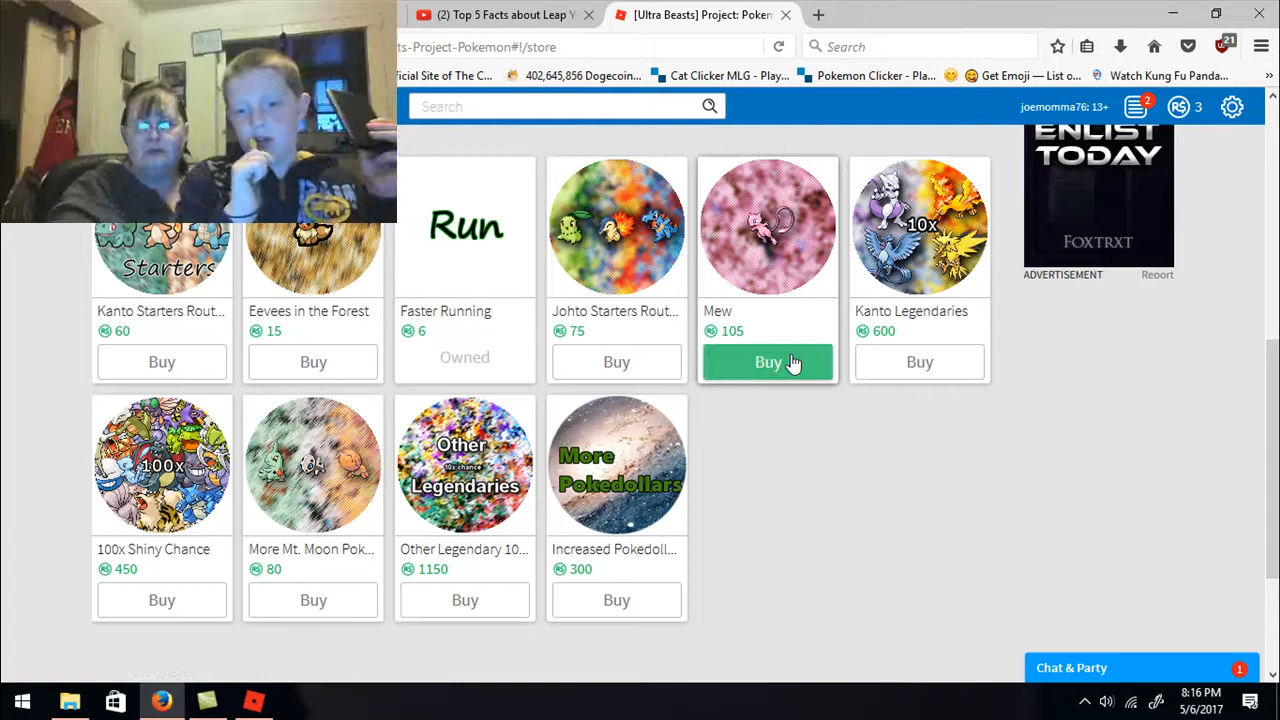 (2) Top 5 Facts about Leap Y
[Ultra Beasts] Project: Poken
ts-Project-Pokemon#!/store
Search
21
ficial Site of The C...
402,645,856 Dogecoin...
Cat Clicker MLG - Play...
Pokemon Clicker - Pla...
Get Emoji — List o...
Watch Kung Fu Panda...
Search
joemomma76: 13+
2
R$ 3
ENLIST
TODAY
FOXTRXT
ADVERTISEMENT
Report
Starters
Run
10x
Kanto Starters Rout...
Eevees in the Forest
Faster Running
Johto Starters Rout...
Mew
Kanto Legendaries
R$ 60
R$ 15
R$ 6
R$ 75
R$ 105
R$ 600
Buy
Buy
Owned
Buy
Buy
Buy
100x
Other
10x chance
Legendaries
More
Pokedollars
100x Shiny Chance
More Mt. Moon Pok...
Other Legendary 10...
Increased Pokedoll...
R$ 450
R$ 80
R$ 1150
R$ 300
Buy
Buy
Buy
Buy
Chat & Party
1
8:16 PM
5/6/2017